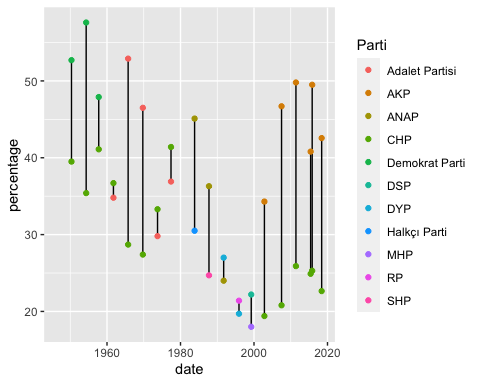 percentage
50
40
30
20
1960
1980
2000
2020
date
Parti
Adalet Partisi
AKP
ANAP
CHP
Demokrat Parti
DSP
DYP
Halkçı Parti
MHP
RP
SHP